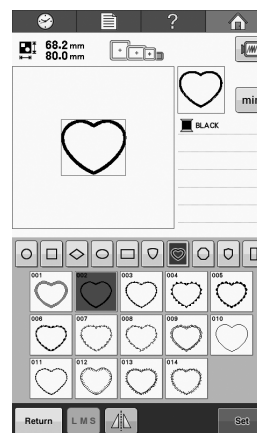 ?
68.2 mm
80.0 mm
min
BLACK
001 002 003 004 005
006 007 008 009 010
011 012 013 014
Return L M S Set